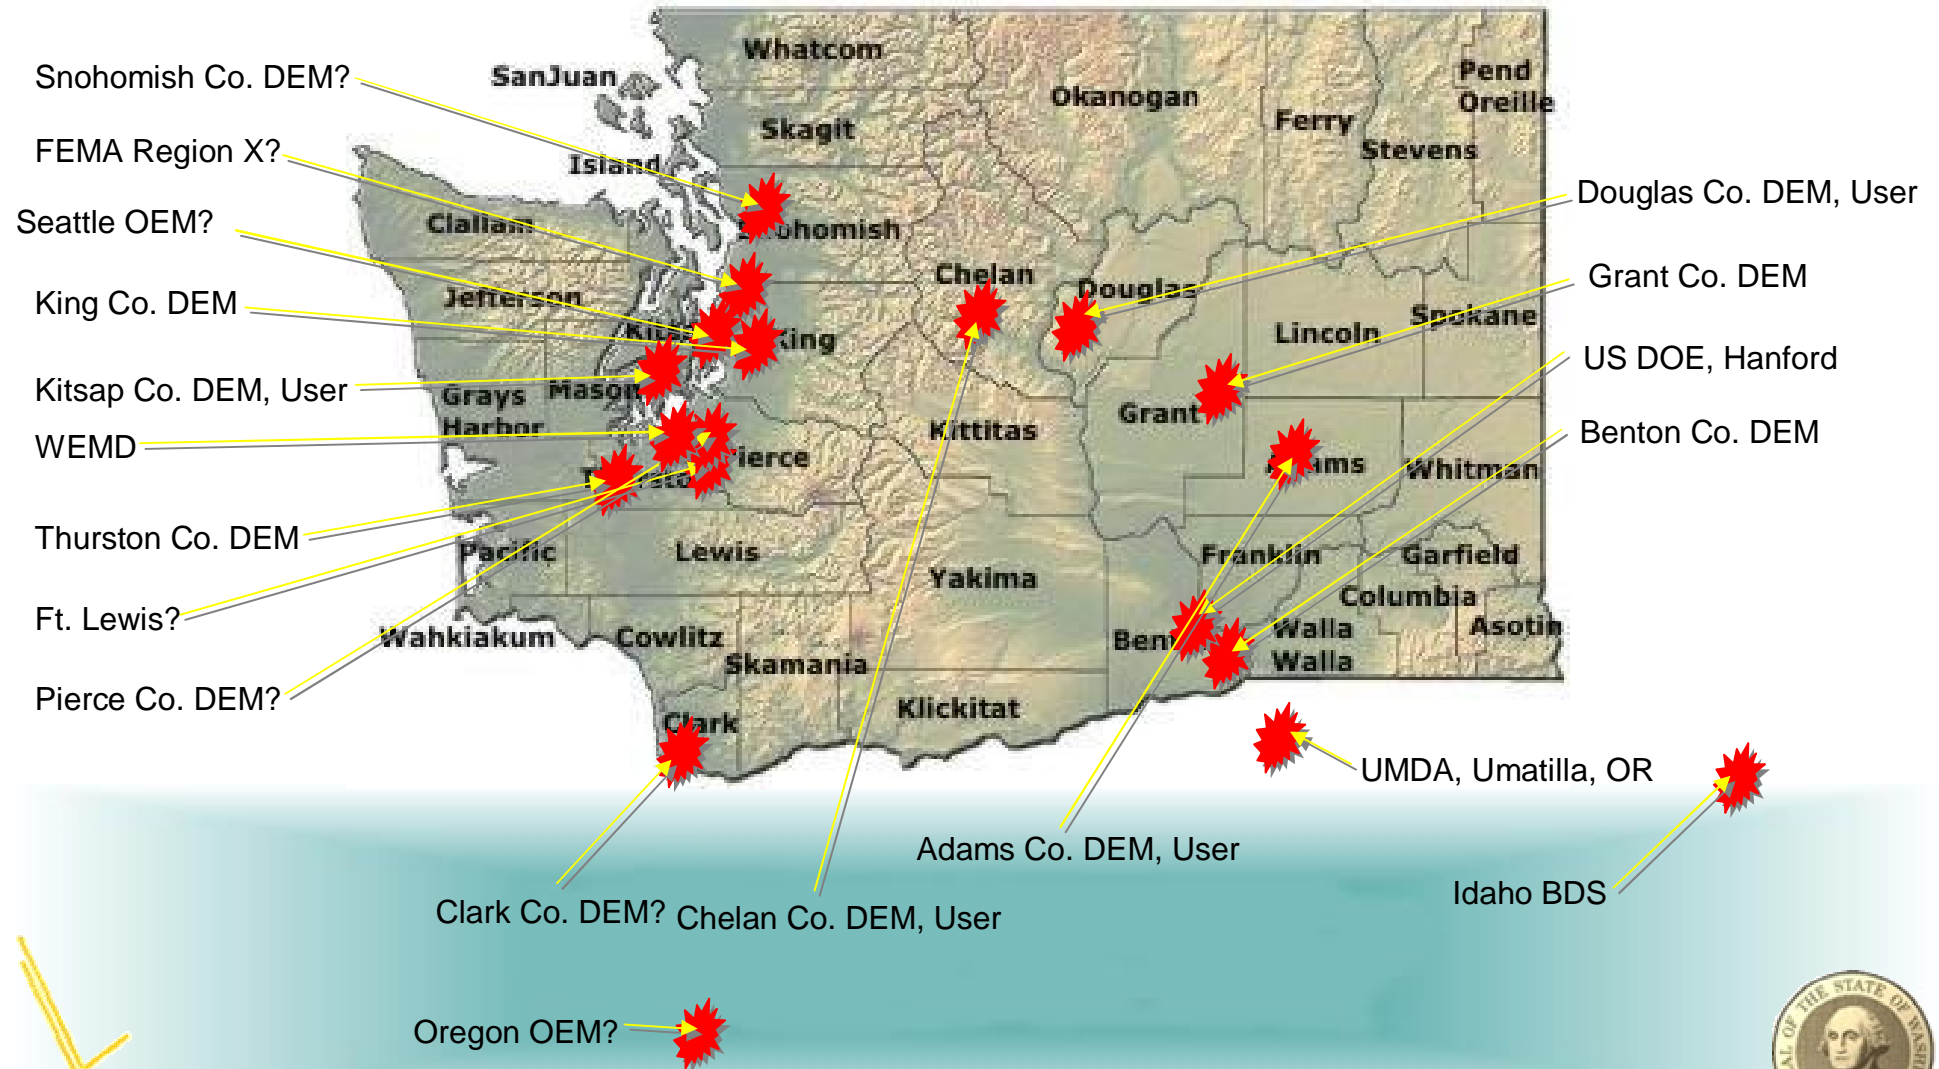 Snohomish Co. DEM?
FEMA Region X?
Seattle OEM?
King Co. DEM
Kitsap Co. DEM, User
WEMD
Thurston Co. DEM
Ft. Lewis?
Pierce Co. DEM?
Whatcom
SanJuan
Skagit
Island
Okanogan
Ferry
Pend
Oreille
Stevens
Clallam
Chelan
Douglas
Jefferson
Lincoln
Spokane
Mason
Grays
Harbor
Grant
Kittitas
Whitman
Pacific
Lewis
Yakima
Franklin
Garfield
Columbia
Wahkiakum
Cowlitz
Skamania
Walla
Walla
Asotin
Klickitat
Clark
Douglas Co. DEM, User
Grant Co. DEM
US DOE, Hanford
Benton Co. DEM
UMDA, Umatilla, OR
Adams Co. DEM, User
Idaho BDS
Clark Co. DEM?
Chelan Co. DEM, User
Oregon OEM?
THE STATE OF